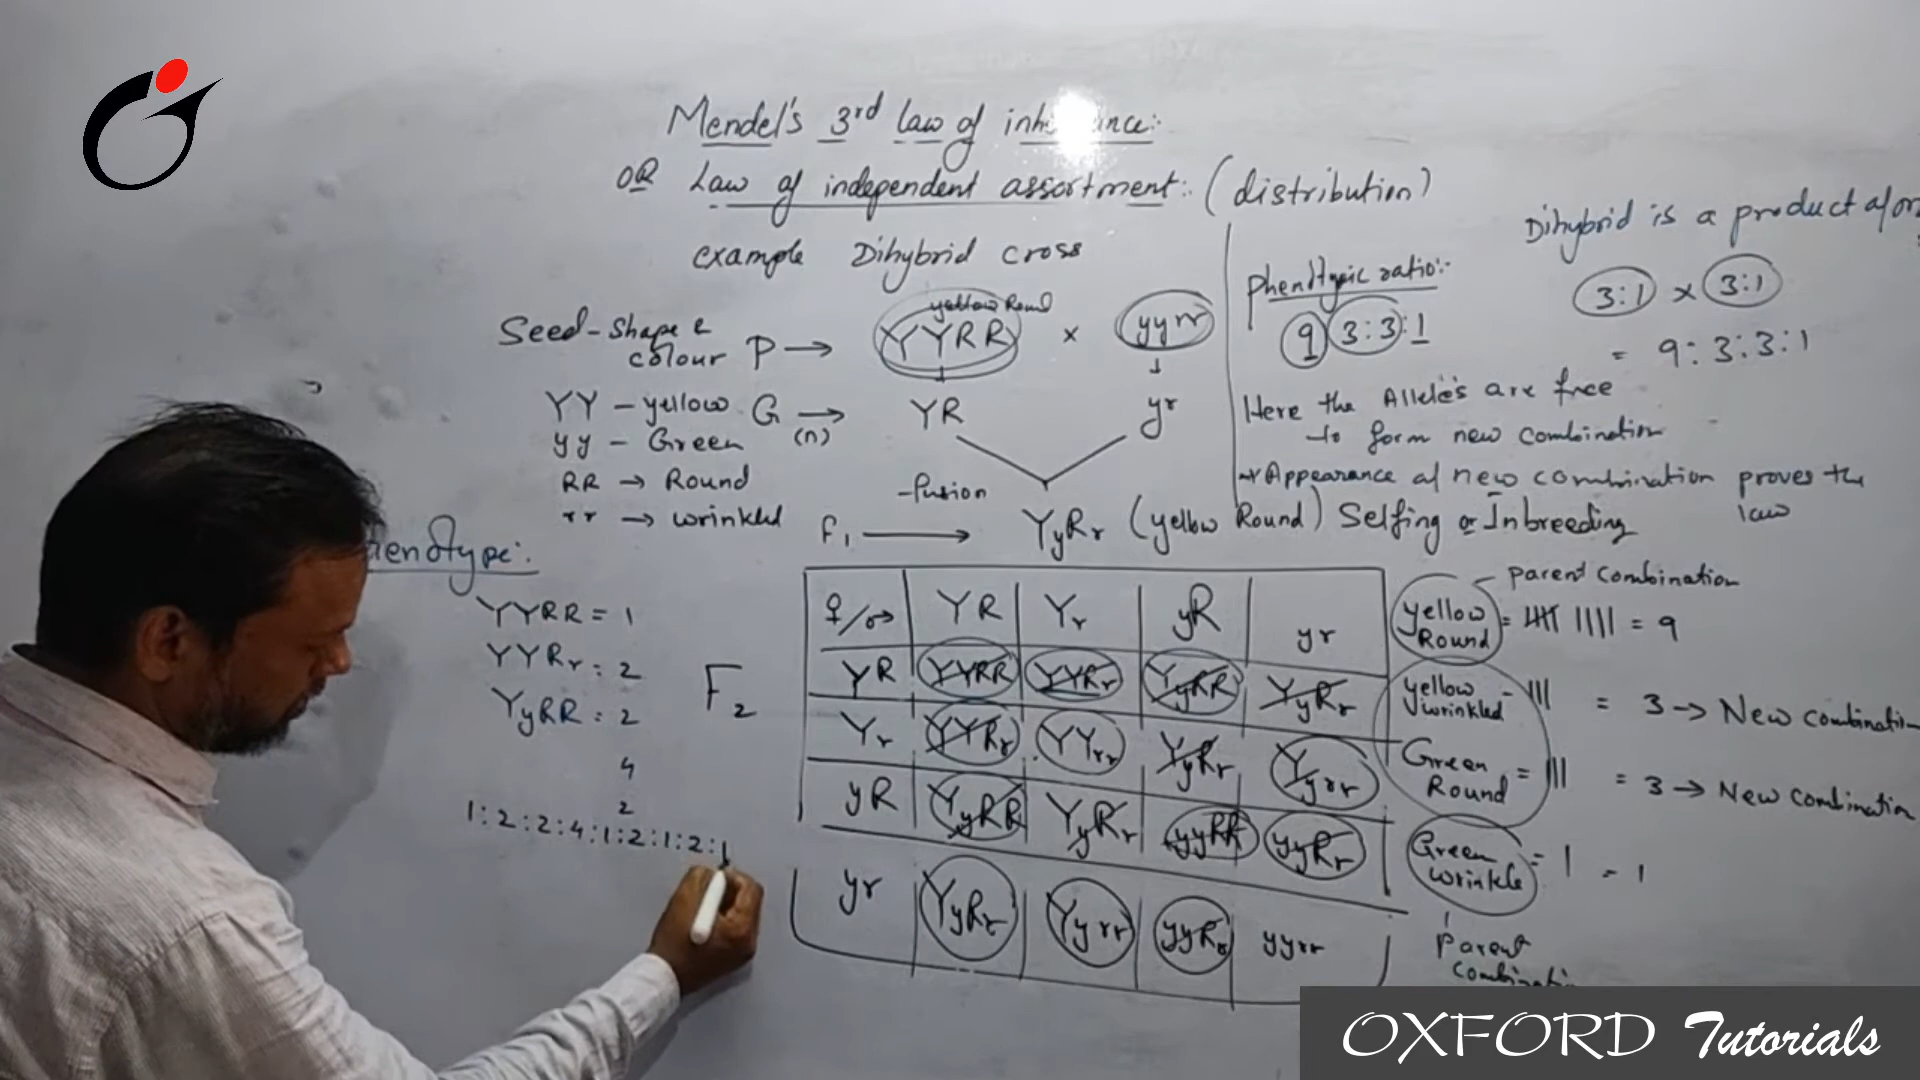 Mendel's 3rd law of inheritance:-
OR Law of independent assortment:- (distribution)
example Dihybrid cross
Seed-Shape &
colour
P →
yellow Round
YYRR × yyrr
YY - yellow
yy - Green
RR → Round
rr → wrinkled
G →
(n)
YR
yr
fusion
F1 → YyRr (yellow Round) Selfing or Inbreeding
Phenotypic ratio:-
9:3:3:1
Dihybrid is a product of
3:1 × 3:1
= 9:3:3:1
Here the Allele's are free
to form new combination
Appearance of new combination proves the
law
enotype:-
YYRR = 1
YYRr = 2
YyRR = 2
4
2
1:2:2:4:1:2:1:2:1
F2
♀/♂ YR Yr yR yr
YR YYRR YYRr YyRR YyRr
Yr YYRr YYrr YyRr Yyrr
yR YyRR YyRr yyRR yyRr
yr YyRr Yyrr yyRr yyrr
parent combination
yellow
Round = |||| |||| = 9
yellow
wrinkled - ||| = 3 → New combination
Green
Round = ||| = 3 → New combination
Green
wrinkle = | - 1
Parent
combinati
OXFORD Tutorials